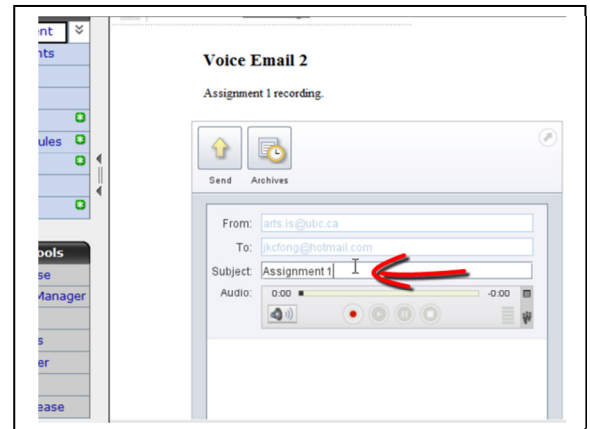 ent
nts
ules
ools
se
Manager
s
er
ease
Voice Email 2
Assignment 1 recording.
Send Archives
From: arts.is@ubc.ca
To: jkcfong@hotmail.com
Subject: Assignment 1
Audio: 0:00 -0:00